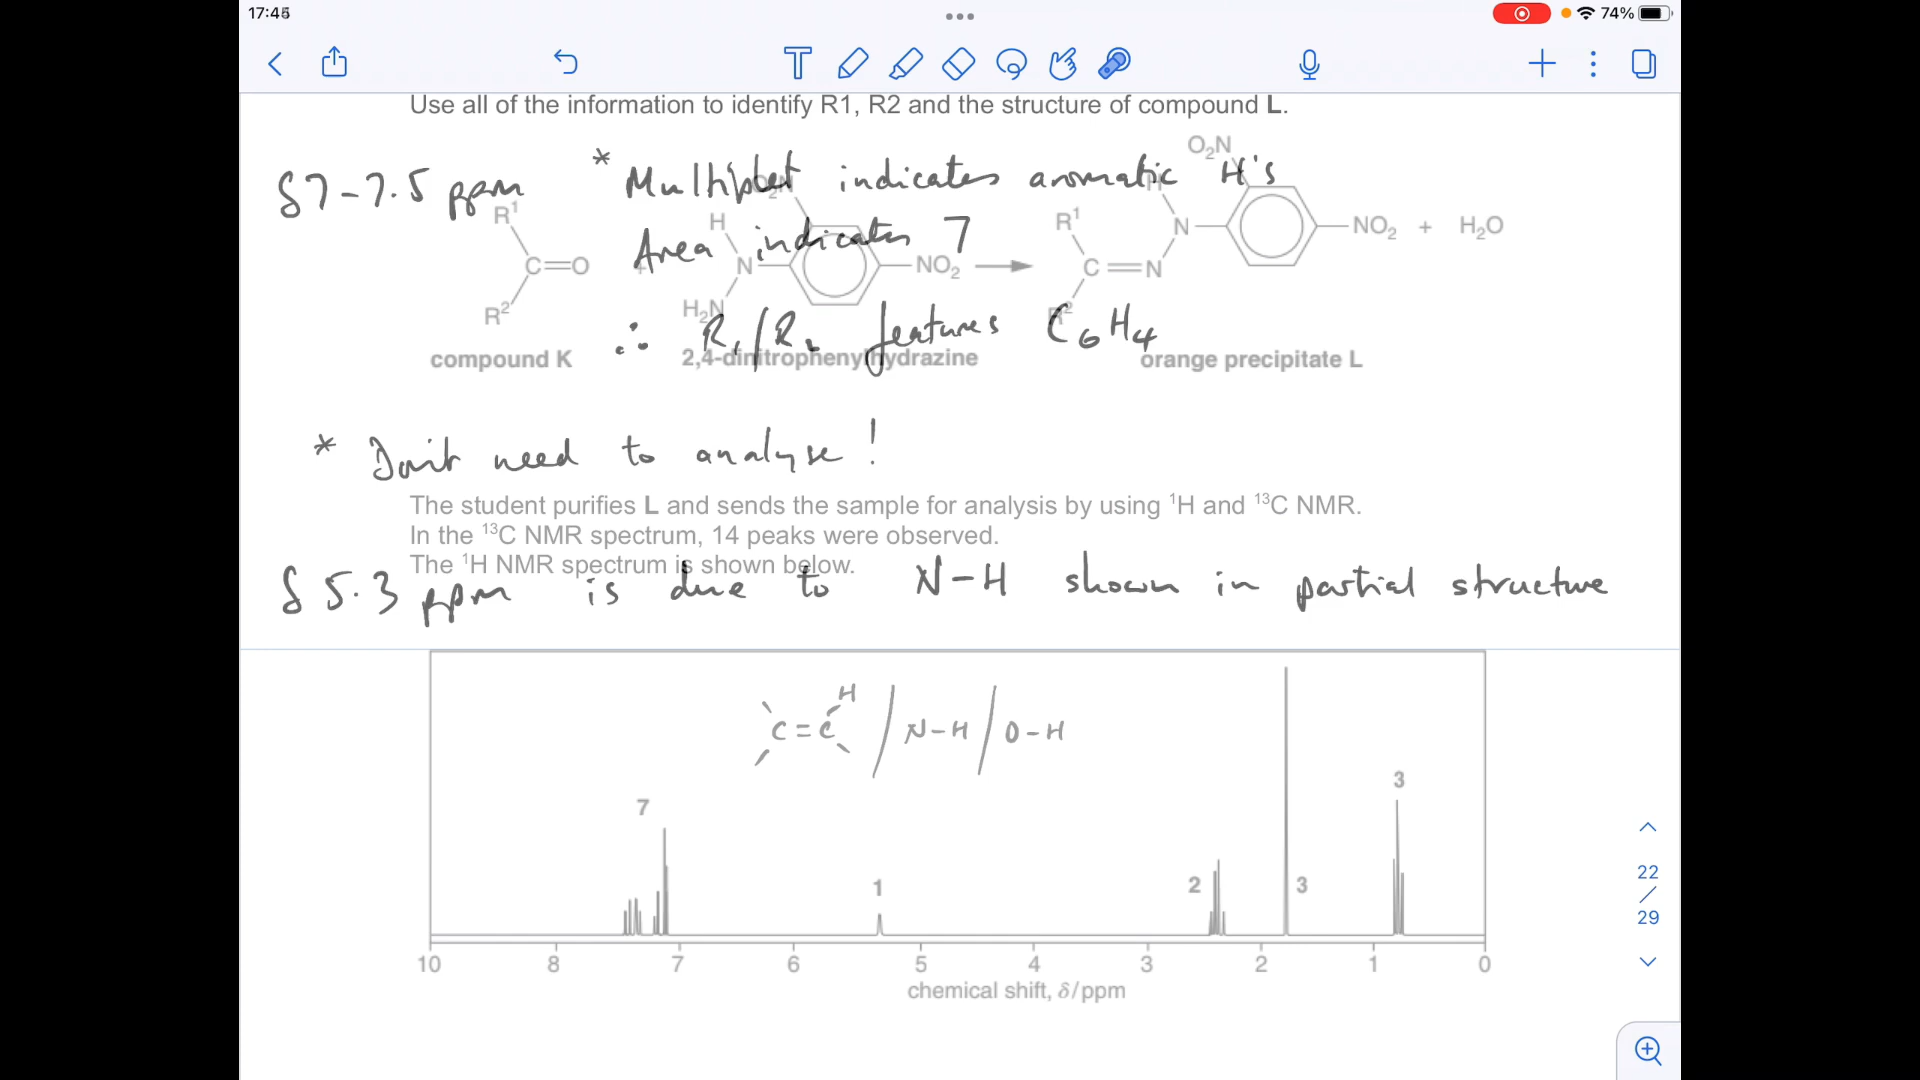 17:45
74%
Use all of the information to identify R1, R2 and the structure of compound L.
δ7-7.5 ppm * Multiplet indicates aromatic H's
Area indicates 7
∴ R₁/R₂ features C₆H₄
R¹ C=O R²
H N H₂N O₂N NO₂
R¹ C=N R² N H O₂N NO₂ + H₂O
compound K 2,4-dinitrophenylhydrazine orange precipitate L
* Don't need to analyse!
The student purifies L and sends the sample for analysis by using ¹H and ¹³C NMR.
In the ¹³C NMR spectrum, 14 peaks were observed.
The ¹H NMR spectrum is shown below.
δ 5.3 ppm is due to N-H shown in partial structure
C=C H / N-H / O-H
7 1 2 3 3
10 8 7 6 5 4 3 2 1 0
chemical shift, δ/ppm
22
/
29